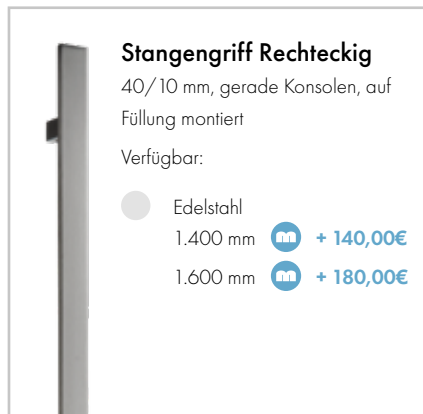 Stangengriff Rechteckig
40/10 mm, gerade Konsolen, auf
Füllung montiert
Verfügbar:
Edelstahl
1.400 mm m + 140,00€
1.600 mm m + 180,00€